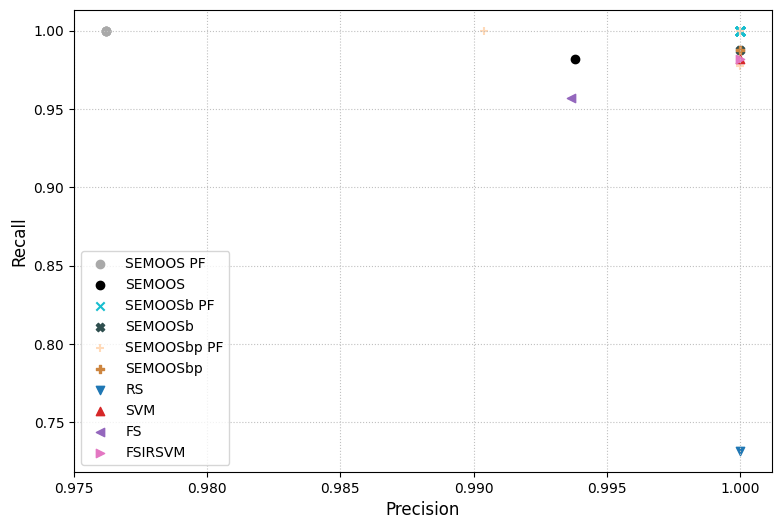 1.00
0.95
0.90
0.85
0.80
0.75
Recall
SEMOOS PF
SEMOOS
SEMOOSb PF
SEMOOSb
SEMOOSbp PF
SEMOOSbp
RS
SVM
FS
FSIRSVM
0.975 0.980 0.985 0.990 0.995 1.000
Precision